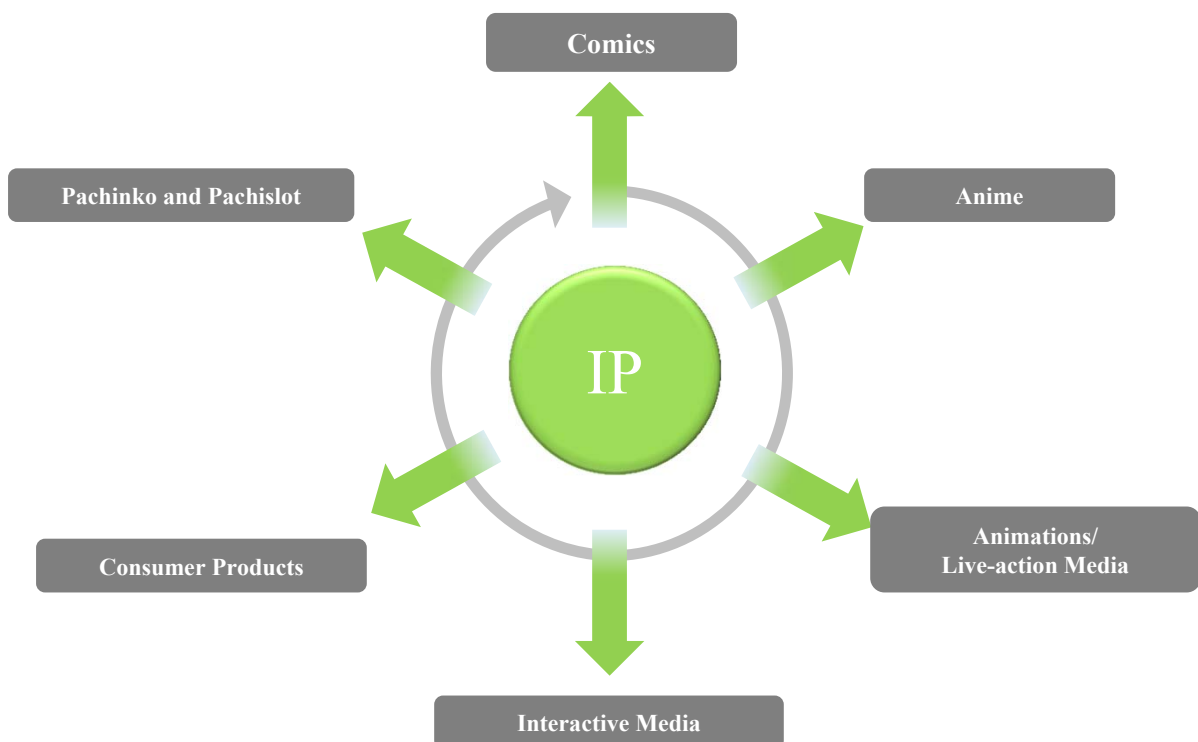 Comics
Pachinko and Pachislot
Anime
IP
Consumer Products
Animations/
Live-action Media
Interactive Media